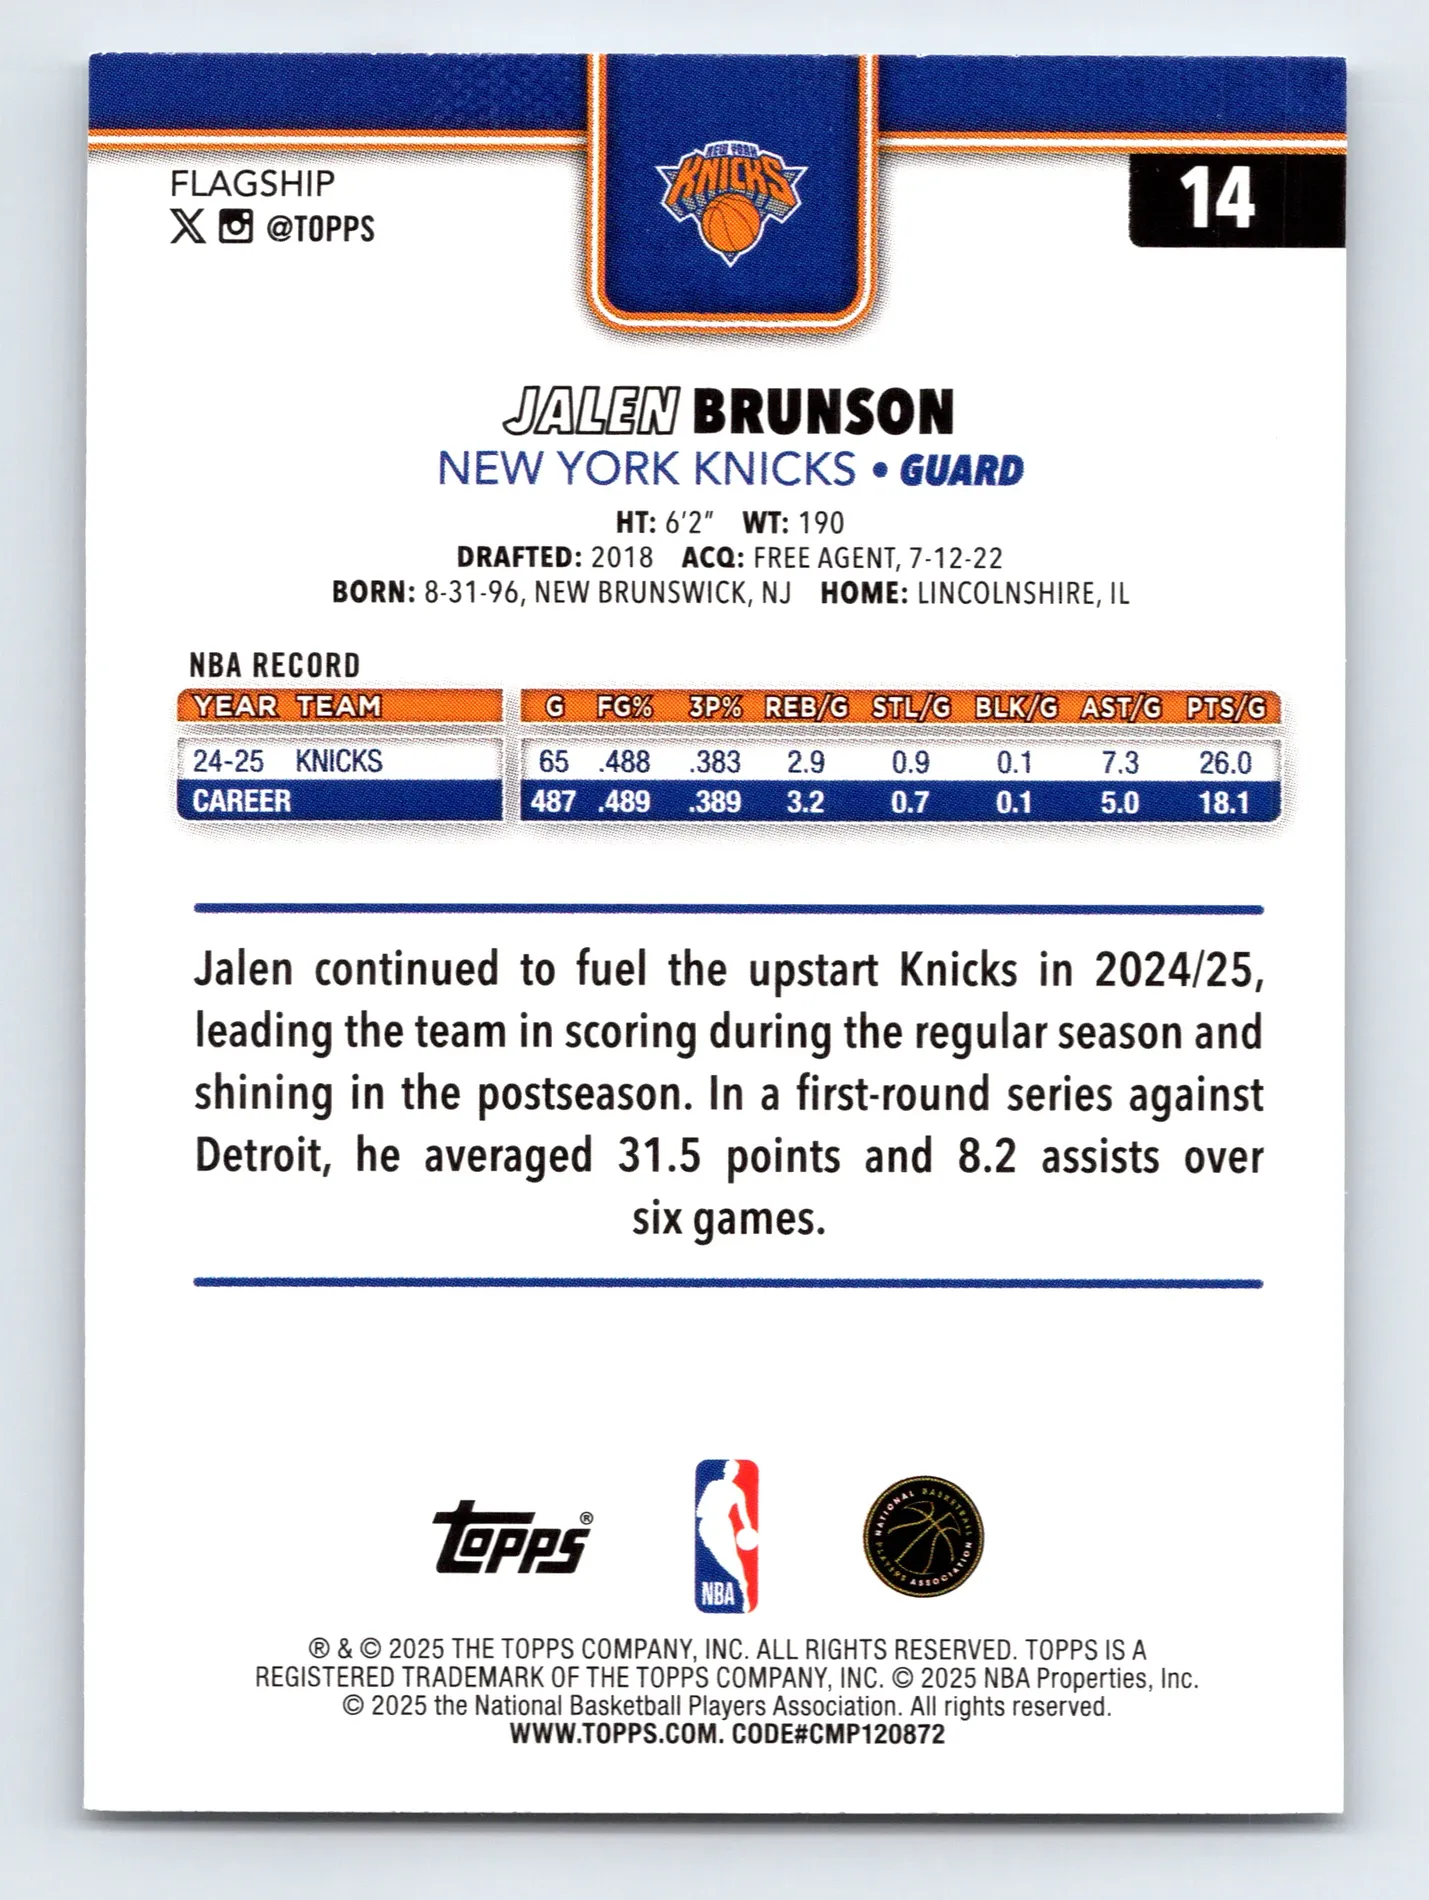 NEW YORK
KNICKS
FLAGSHIP
@TOPPS
14
JALEN BRUNSON
NEW YORK KNICKS • GUARD
HT: 6'2" WT: 190
DRAFTED: 2018 ACQ: FREE AGENT, 7-12-22
BORN: 8-31-96, NEW BRUNSWICK, NJ HOME: LINCOLNSHIRE, IL
NBA RECORD
YEAR TEAM G FG% 3P% REB/G STL/G BLK/G AST/G PTS/G
24-25 KNICKS 65 .488 .383 2.9 0.9 0.1 7.3 26.0
CAREER 487 .489 .389 3.2 0.7 0.1 5.0 18.1
Jalen continued to fuel the upstart Knicks in 2024/25,
leading the team in scoring during the regular season and
shining in the postseason. In a first-round series against
Detroit, he averaged 31.5 points and 8.2 assists over
six games.
Topps®
NBA
NATIONAL BASKETBALL PLAYERS ASSOCIATION
® & © 2025 THE TOPPS COMPANY, INC. ALL RIGHTS RESERVED. TOPPS IS A
REGISTERED TRADEMARK OF THE TOPPS COMPANY, INC. © 2025 NBA Properties, Inc.
© 2025 the National Basketball Players Association. All rights reserved.
WWW.TOPPS.COM. CODE#CMP120872